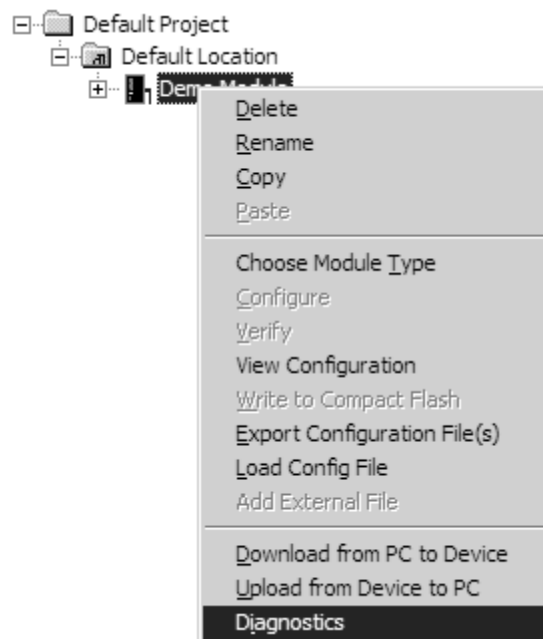 Default Project
Default Location
Demo Module
Delete
Rename
Copy
Paste
Choose Module Type
Configure
Verify
View Configuration
Write to Compact Flash
Export Configuration File(s)
Load Config File
Add External File
Download from PC to Device
Upload from Device to PC
Diagnostics